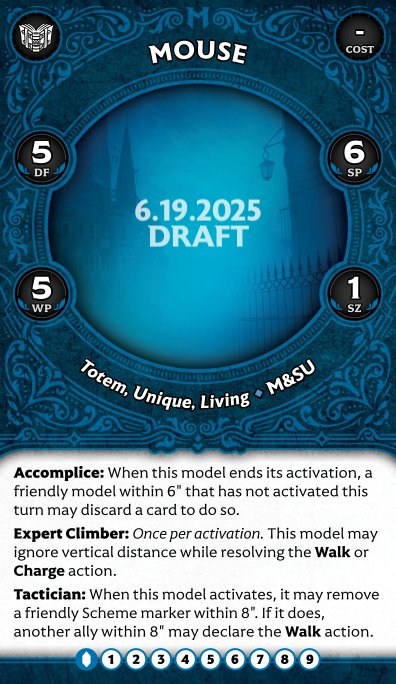 MOUSE
-
COST
5
DF
6
SP
6.19.2025
DRAFT
5
WP
1
SZ
Totem, Unique, Living ◆ M&SU
Accomplice: When this model ends its activation, a
friendly model within 6" that has not activated this
turn may discard a card to do so.
Expert Climber: Once per activation. This model may
ignore vertical distance while resolving the Walk or
Charge action.
Tactician: When this model activates, it may remove
a friendly Scheme marker within 8". If it does,
another ally within 8" may declare the Walk action.
1 2 3 4 5 6 7 8 9